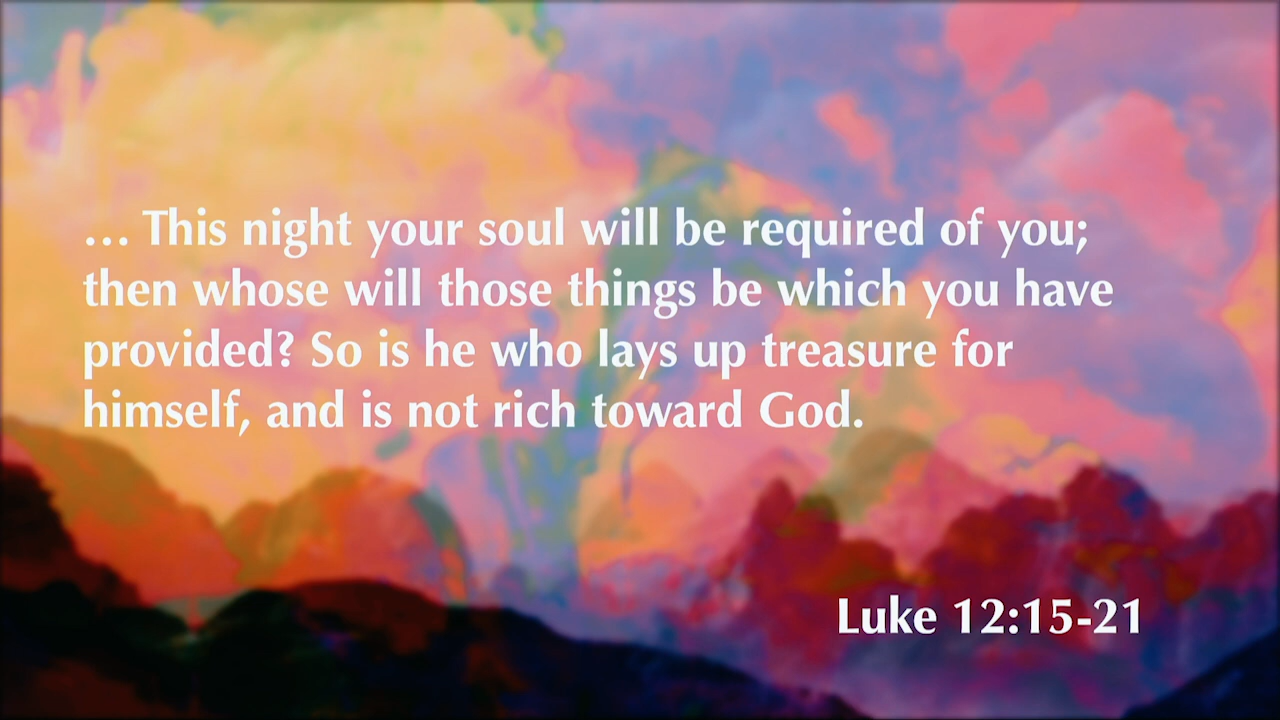 ... This night your soul will be required of you;
then whose will those things be which you have
provided? So is he who lays up treasure for
himself, and is not rich toward God.
Luke 12:15-21